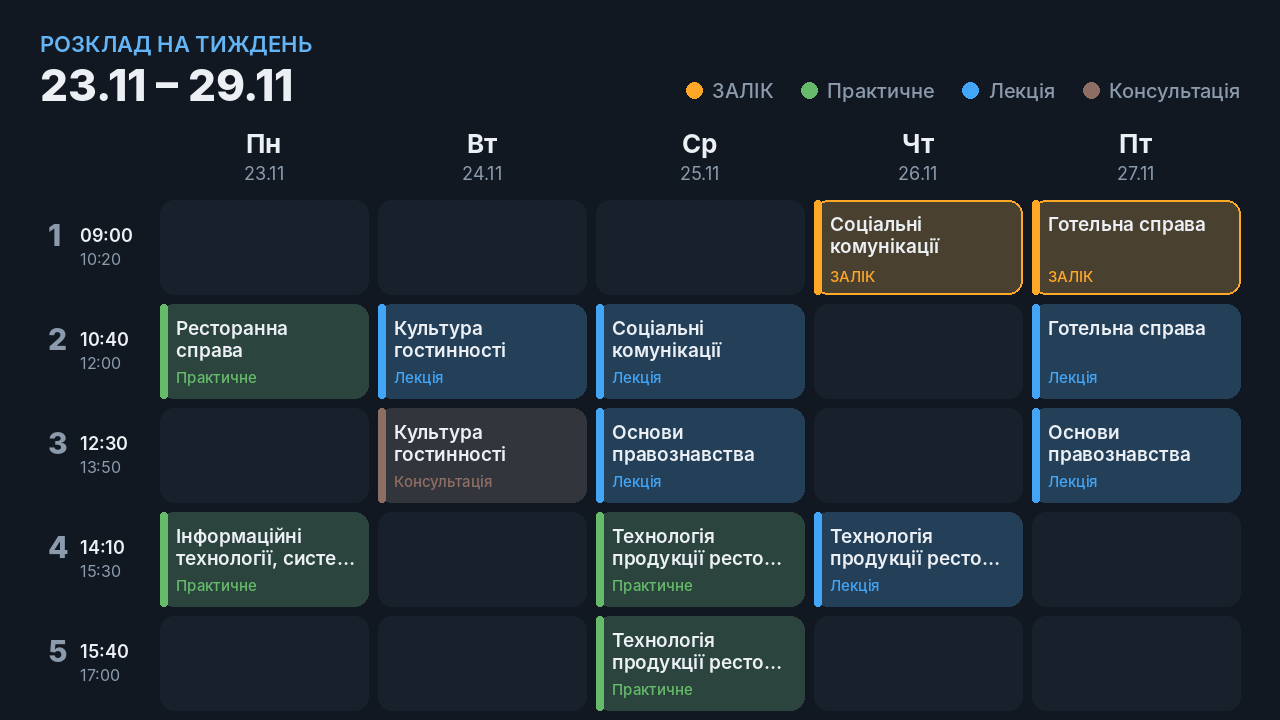 РОЗКЛАД НА ТИЖДЕНЬ
23.11 – 29.11
ЗАЛІК
Практичне
Лекція
Консультація
Пн
23.11
Вт
24.11
Ср
25.11
Чт
26.11
Пт
27.11
1
09:00
10:20
Соціальні
комунікації
ЗАЛІК
Готельна справа
ЗАЛІК
2
10:40
12:00
Ресторанна
справа
Практичне
Культура
гостинності
Лекція
Соціальні
комунікації
Лекція
Готельна справа
Лекція
3
12:30
13:50
Культура
гостинності
Консультація
Основи
правознавства
Лекція
Основи
правознавства
Лекція
4
14:10
15:30
Інформаційні
технології, систе...
Практичне
Технологія
продукції ресто...
Практичне
Технологія
продукції ресто...
Лекція
5
15:40
17:00
Технологія
продукції ресто...
Практичне